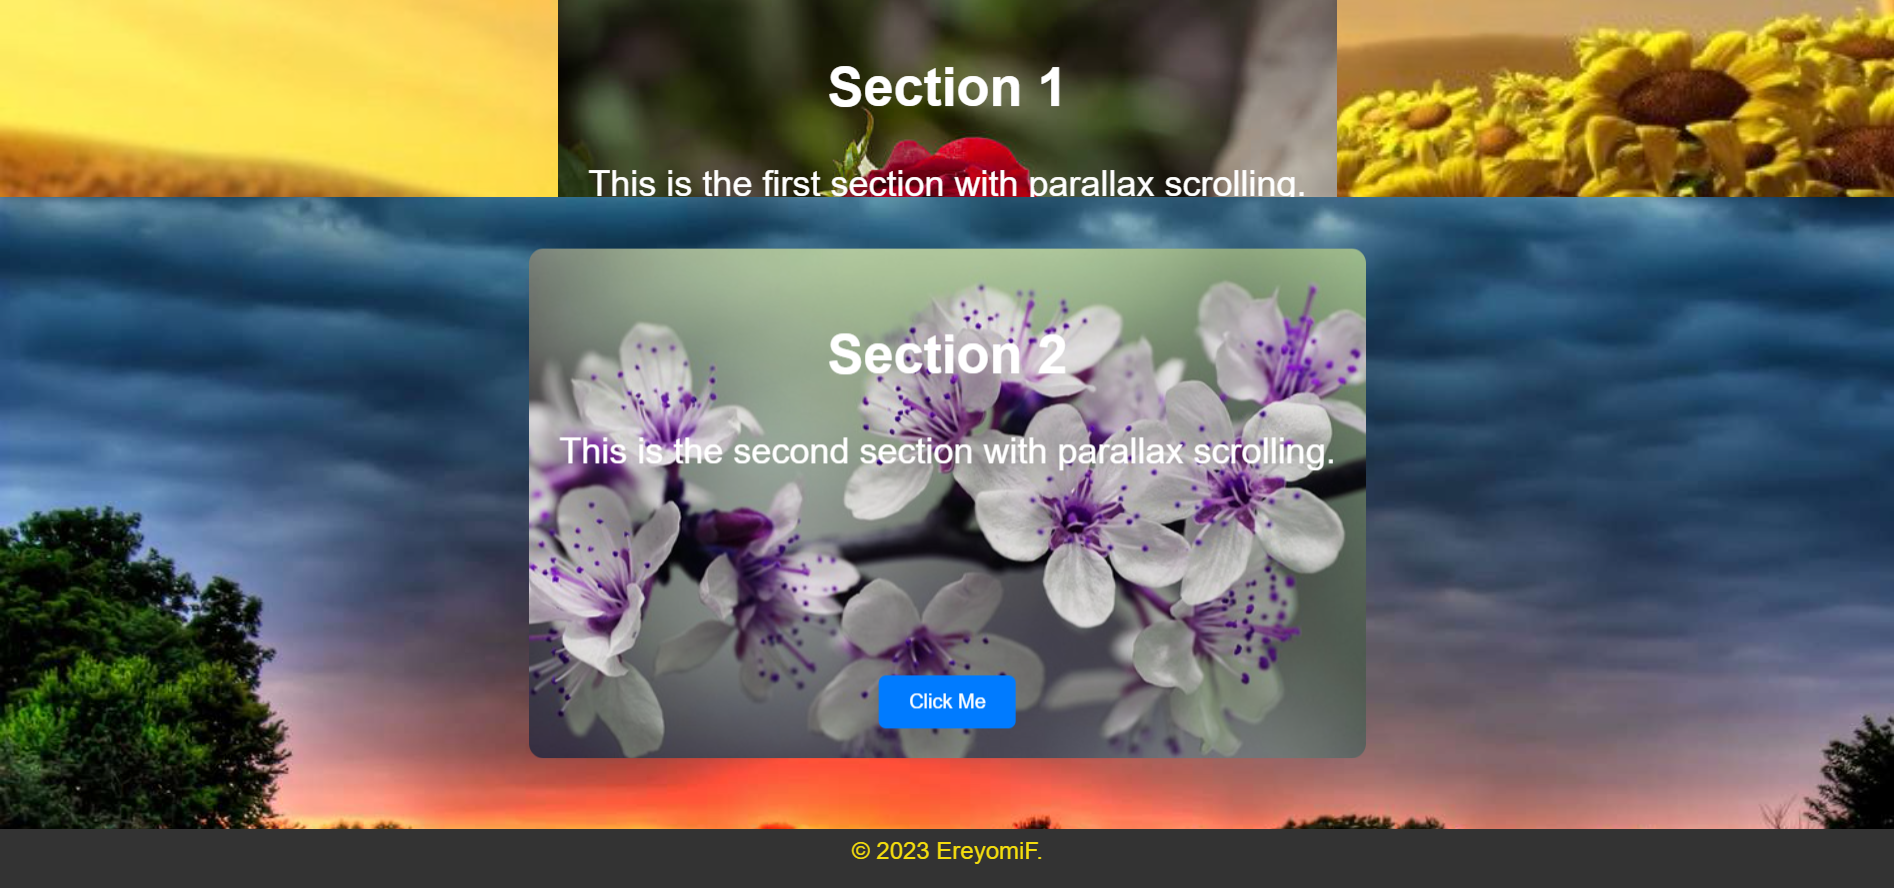 Section 1
This is the first section with parallax scrolling.
Section 2
This is the second section with parallax scrolling.
Click Me
© 2023 EreyomiF.